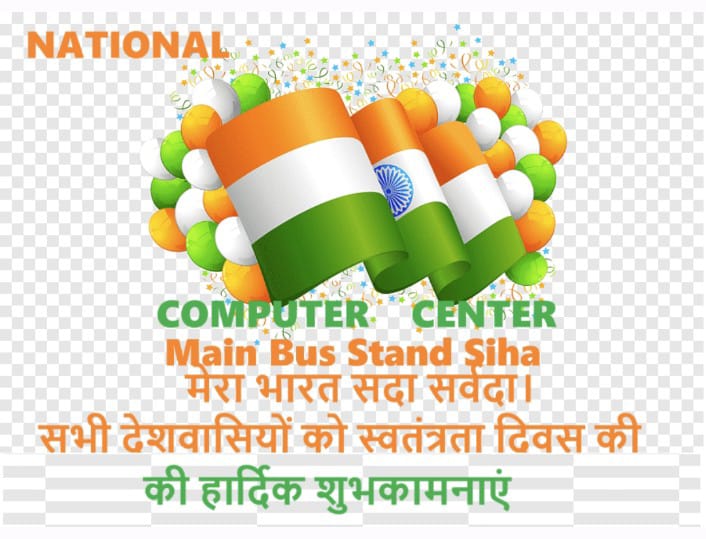 NATIONAL
COMPUTER CENTER
Main Bus Stand Siha
मेरा भारत सदा सर्वदा।
सभी देशवासियों को स्वतंत्रता दिवस की
की हार्दिक शुभकामनाएं